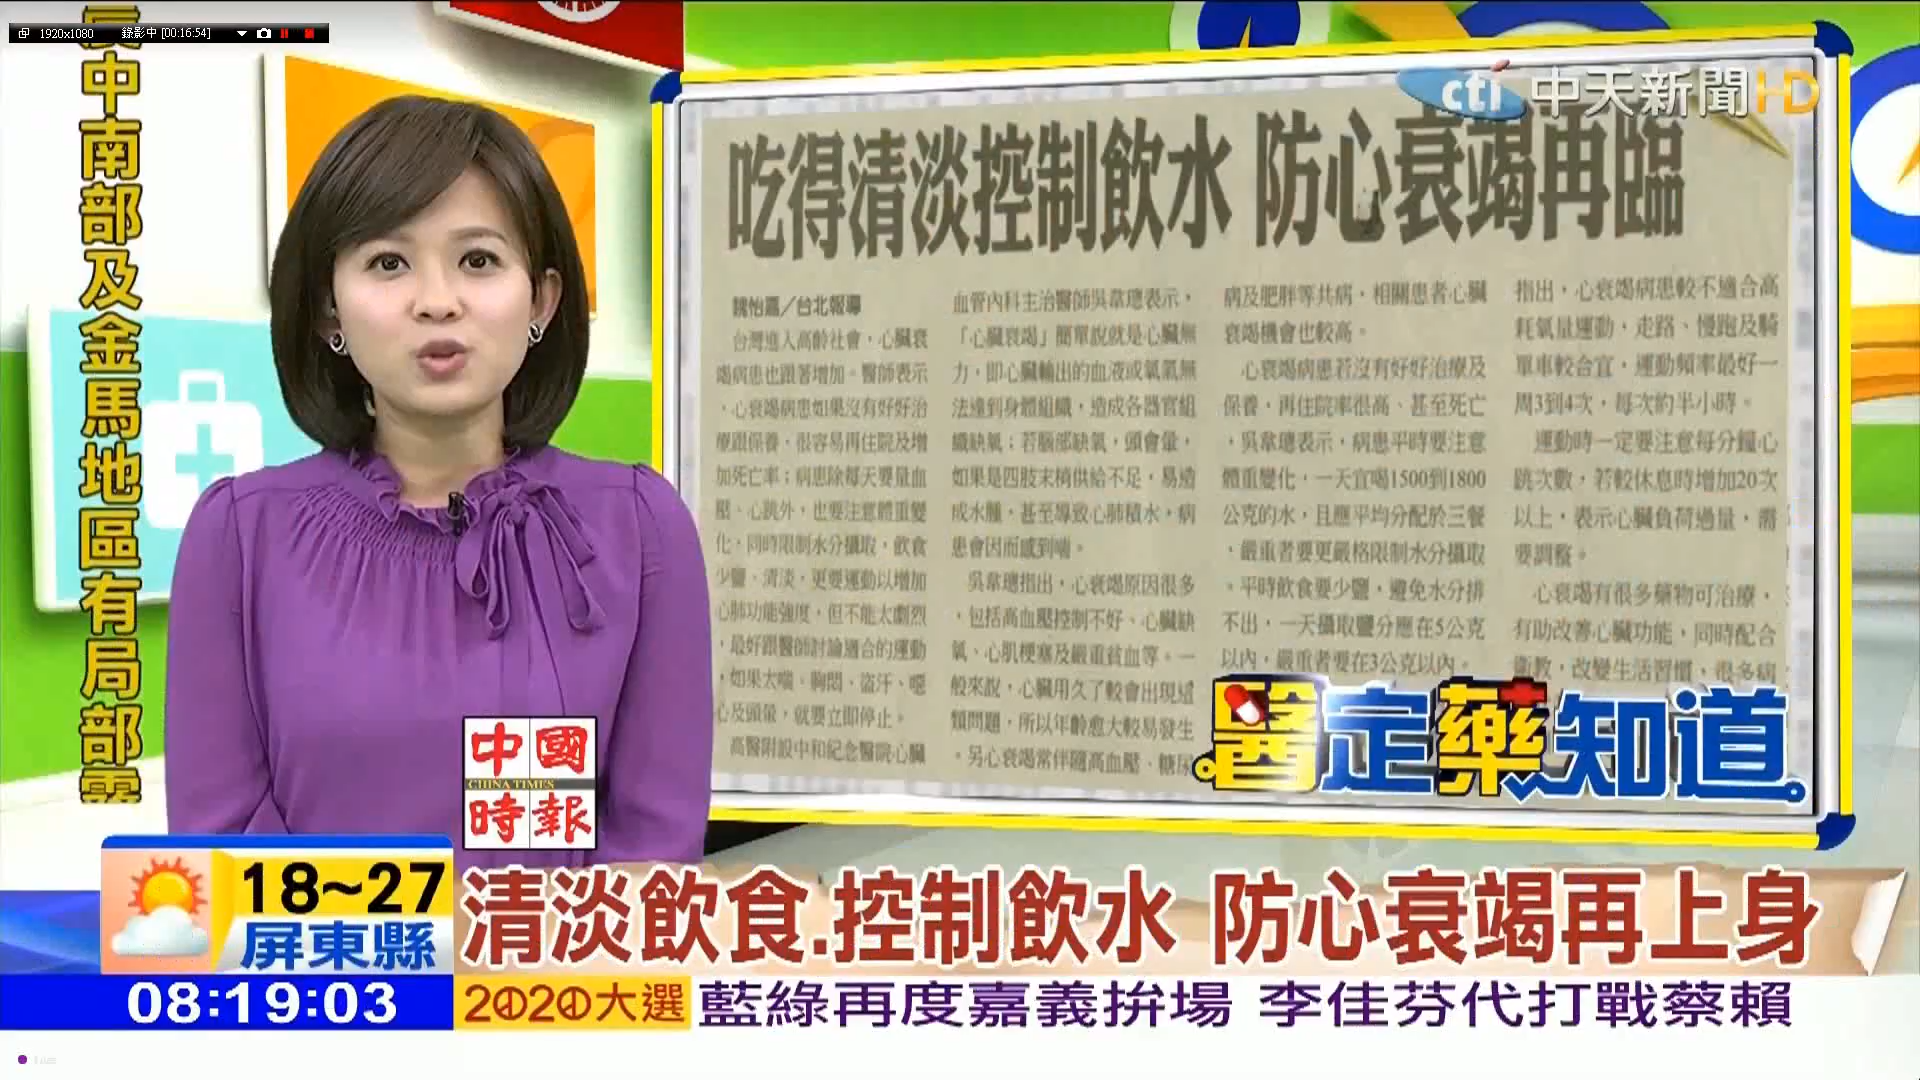 1920x1080 錄影中 [00:16:54]
中南部及金馬地區有局部霧
cti 中天新聞HD
吃得清淡控制飲水 防心衰竭再臨
魏怡嘉／台北報導
台灣進入高齡社會，心臟衰
竭病患也跟著增加。醫師表示
，心衰竭病患如果沒有好好治
療跟保養，很容易再住院及增
加死亡率；病患除每天要量血
壓、心跳外，也要注意體重變
化，同時限制水分攝取，飲食
少鹽、清淡，更要運動以增加
心肺功能強度，但不能太劇烈
，最好跟醫師討論適合的運動
，如果太喘、胸悶、盜汗、噁
心及頭暈，就要立即停止。
高醫附設中和紀念醫院心臟
血管內科主治醫師吳韋璁表示，
「心臟衰竭」簡單說就是心臟無
力，即心臟輸出的血液或氧氣無
法達到身體組織，造成各器官組
織缺氧；若腦部缺氧，頭會暈，
如果是四肢末梢供給不足，易造
成水腫，甚至導致心肺積水，病
患會因而感到喘。
吳韋璁指出，心衰竭原因很多
，包括高血壓控制不好、心臟缺
氧、心肌梗塞及嚴重貧血等。一
般來說，心臟用久了較會出現這
類問題，所以年齡愈大較易發生
。另心衰竭常伴隨高血壓、糖尿
病及肥胖等共病，相關患者心臟
衰竭機會也較高。
心衰竭病患若沒有好好治療及
保養，再住院率很高、甚至死亡
，吳韋璁表示，病患平時要注意
體重變化，一天宜喝1500到1800
公克的水，且應平均分配於三餐
，嚴重者要更嚴格限制水分攝取
。平時飲食要少鹽，避免水分排
不出，一天攝取鹽分應在5公克
以內，嚴重者要在3公克以內。
指出，心衰竭病患較不適合高
耗氧量運動，走路、慢跑及騎
單車較合宜，運動頻率最好一
周3到4次，每次約半小時。
運動時一定要注意每分鐘心
跳次數，若較休息時增加20次
以上，表示心臟負荷過量，需
要調整。
心衰竭有很多藥物可治療，
有助改善心臟功能，同時配合
衛教，改變生活習慣，很多病
醫定藥知道
中國
CHINA TIMES
時報
18~27
屏東縣
清淡飲食.控制飲水 防心衰竭再上身
08:19:03
2020大選 藍綠再度嘉義拚場 李佳芬代打戰蔡賴